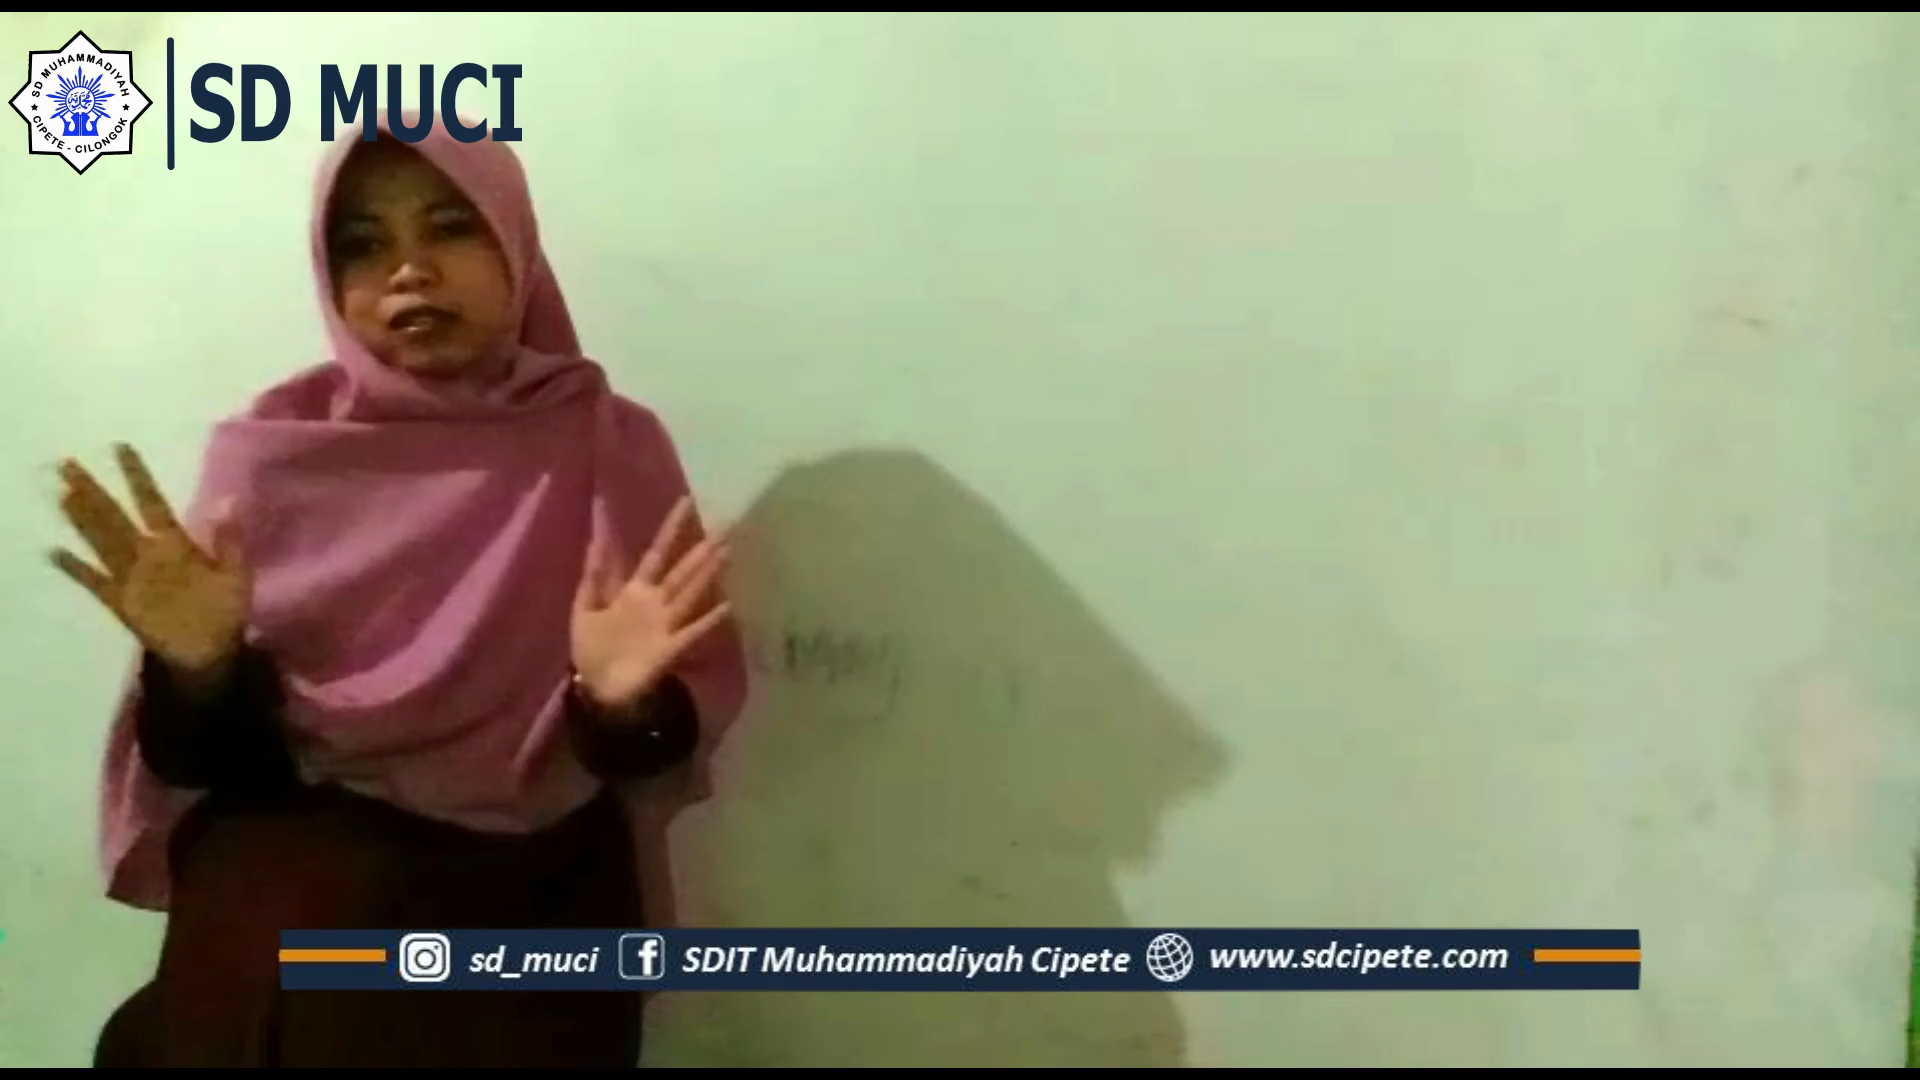 SD MUHAMMADIYAH
CIPETE - CILONGOK
SD MUCI
sd_muci SDIT Muhammadiyah Cipete www.sdcipete.com